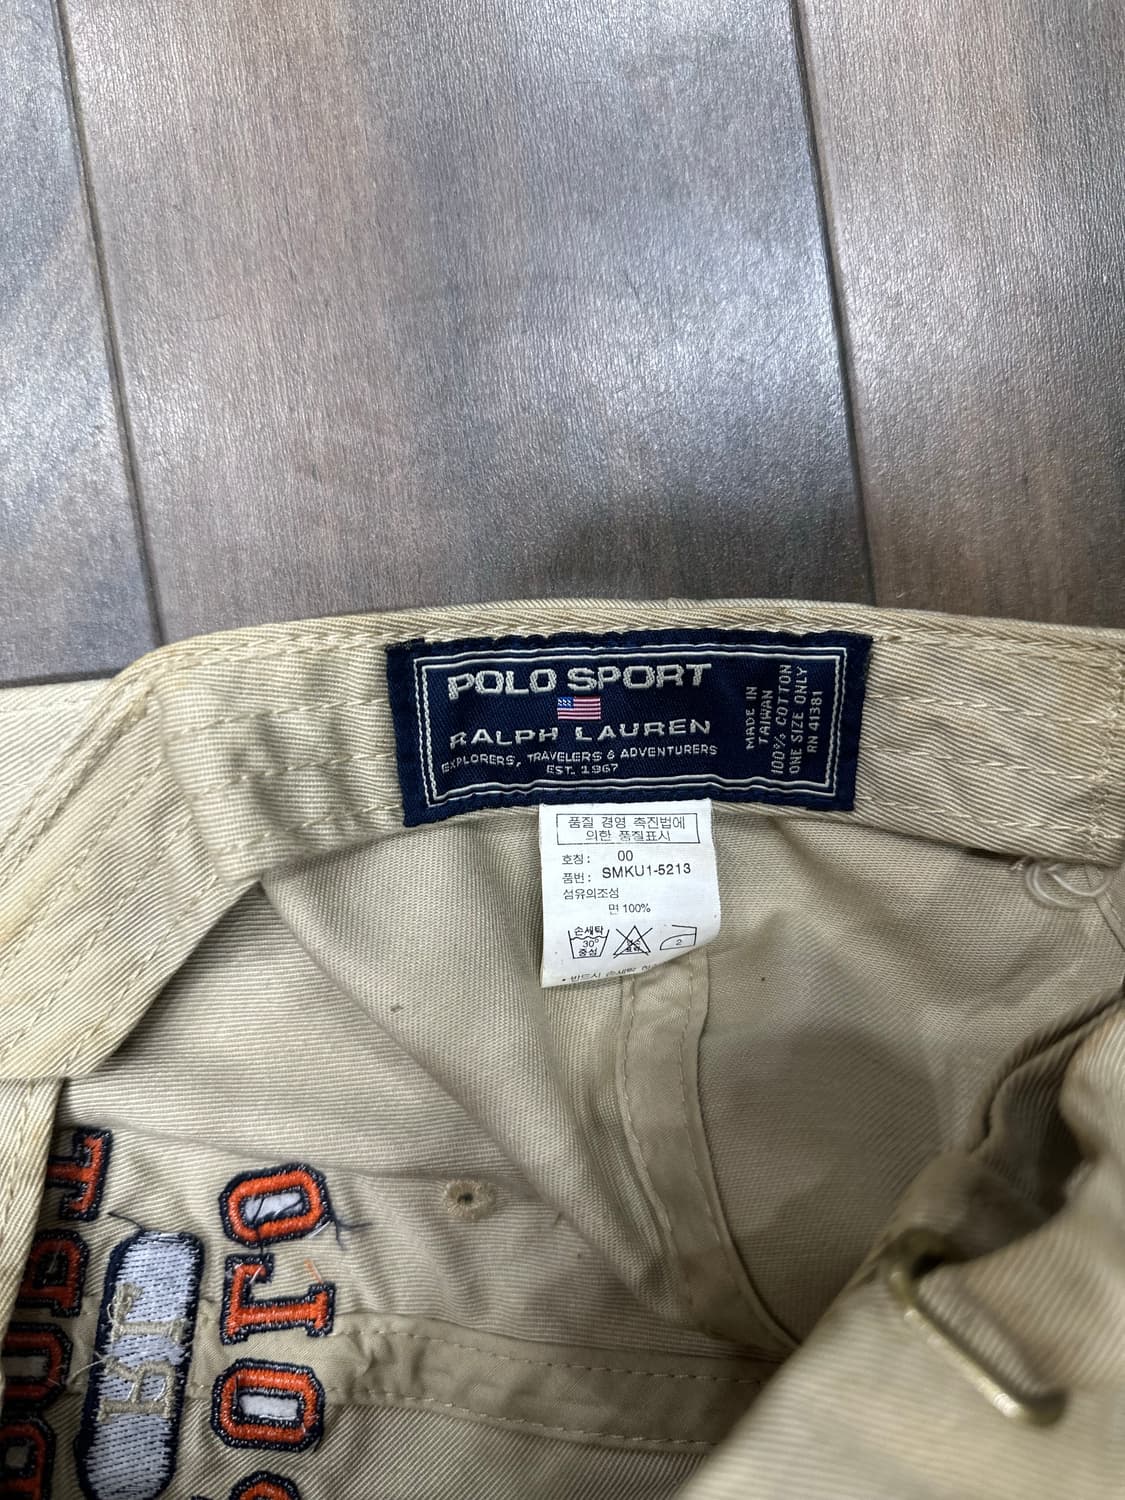 POLO SPORT
RALPH LAUREN
EXPLORERS, TRAVELERS & ADVENTURERS
EST. 1967
MADE IN
TAIWAN
100% COTTON
ONE SIZE ONLY
RN 41381
품질 경영 촉진법에
의한 품질표시
호칭: 00
품번: SMKU1-5213
섬유의조성
면 100%
손세탁
30°
중성
2